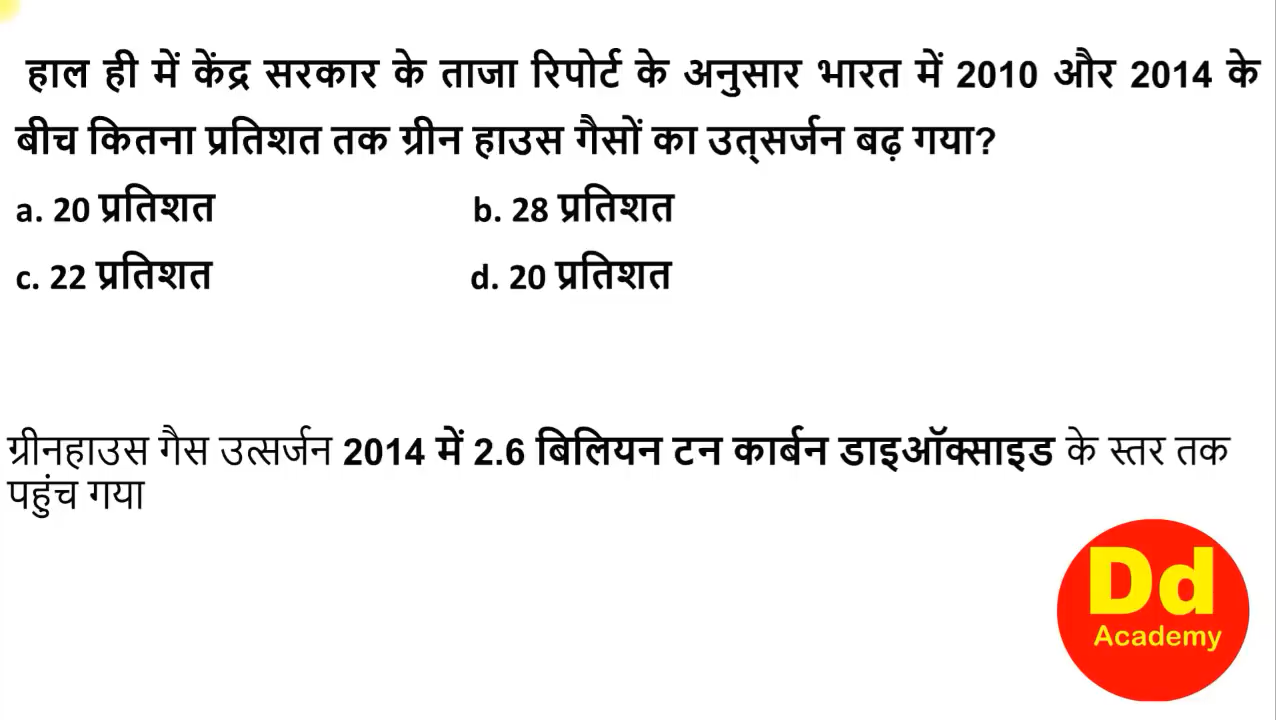 हाल ही में केंद्र सरकार के ताजा रिपोर्ट के अनुसार भारत में 2010 और 2014 के
बीच कितना प्रतिशत तक ग्रीन हाउस गैसों का उत्सर्जन बढ़ गया?
a. 20 प्रतिशत b. 28 प्रतिशत
c. 22 प्रतिशत d. 20 प्रतिशत
ग्रीनहाउस गैस उत्सर्जन 2014 में 2.6 बिलियन टन कार्बन डाइऑक्साइड के स्तर तक
पहुंच गया
Dd
Academy